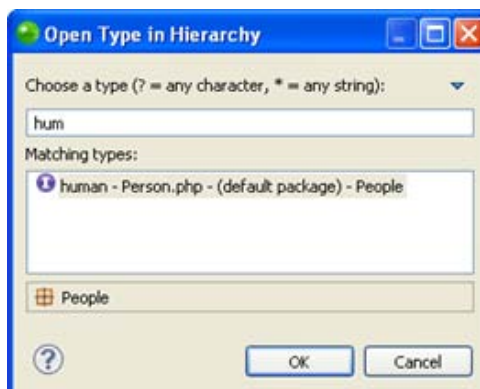 Open Type in Hierarchy
Choose a type (? = any character, * = any string):
hum
Matching types:
human - Person.php - (default package) - People
People
OK
Cancel